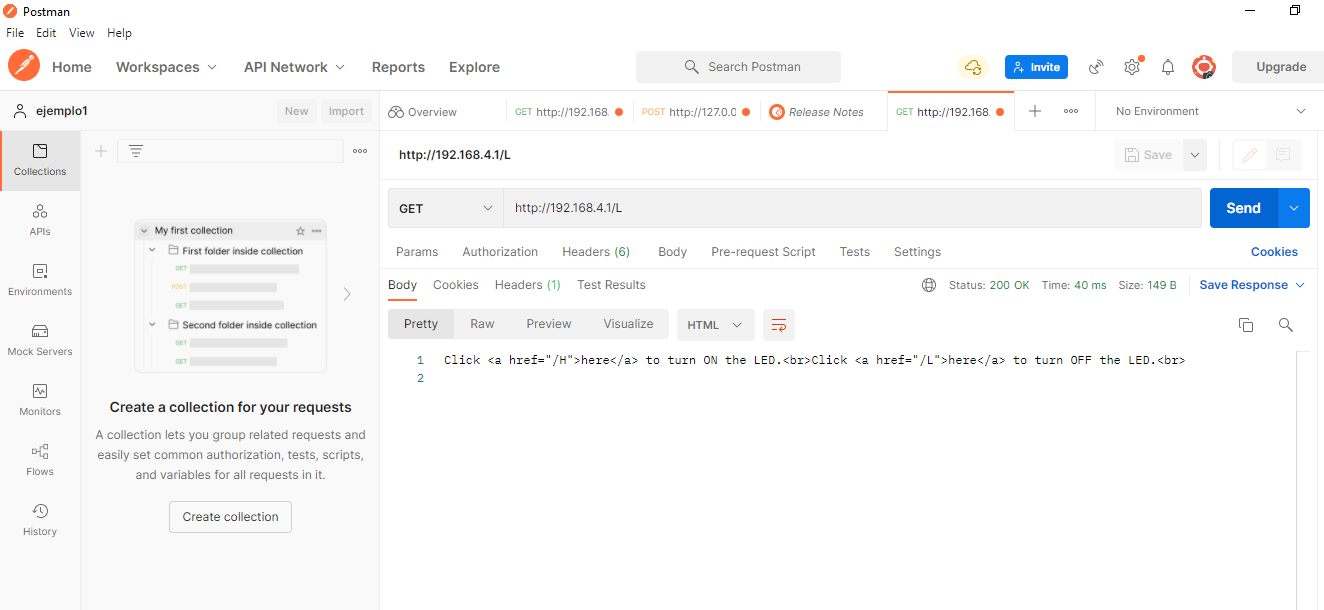 Postman
File Edit View Help
Home Workspaces API Network Reports Explore Search Postman Invite Upgrade
ejemplo1 New Import Overview GET http://192.168. POST http://127.0.0 Release Notes GET http://192.168. No Environment
http://192.168.4.1/L Save
Collections
GET http://192.168.4.1/L Send
APIs
Params Authorization Headers (6) Body Pre-request Script Tests Settings Cookies
Environments
Body Cookies Headers (1) Test Results Status: 200 OK Time: 40 ms Size: 149 B Save Response
Mock Servers
Pretty Raw Preview Visualize HTML
Monitors
Flows
History
My first collection
First folder inside collection
GET
POST
GET
Second folder inside collection
GET
GET
Create a collection for your requests
A collection lets you group related requests and
easily set common authorization, tests, scripts,
and variables for all requests in it.
Create collection
1 Click <a href="/H">here</a> to turn ON the LED.<br>Click <a href="/L">here</a> to turn OFF the LED.<br>
2